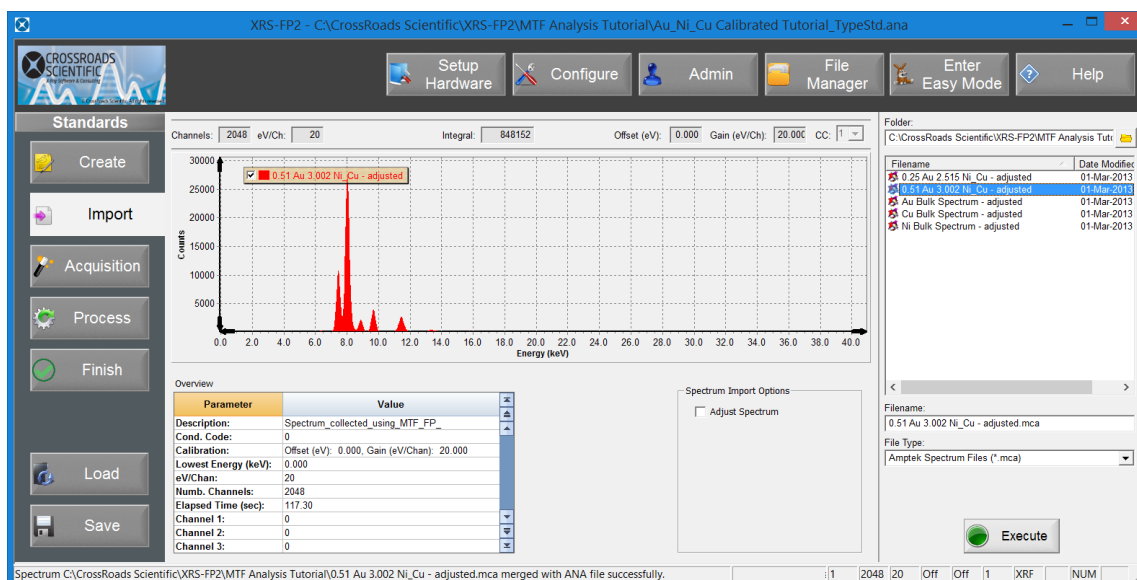 XRS-FP2 - C:\CrossRoads Scientific\XRS-FP2\MTF Analysis Tutorial\Au_Ni_Cu Calibrated Tutorial_TypeStd.ana
CROSSROADS
SCIENTIFIC
Setup Hardware
Configure
Admin
File Manager
Enter Easy Mode
Help
Standards
Create
Import
Acquisition
Process
Finish
Load
Save
Channels: 2048 eV/Ch: 20 Integral: 848152 Offset (eV): 0.000 Gain (eV/Ch): 20.000 CC: 1
0.51 Au 3.002 Ni_Cu - adjusted
30000
25000
20000
15000
10000
5000
Counts
0.0 2.0 4.0 6.0 8.0 10.0 12.0 14.0 16.0 18.0 20.0 22.0 24.0 26.0 28.0 30.0 32.0 34.0 36.0 38.0 40.0
Energy (keV)
Overview
Parameter Value
Description: Spectrum_collected_using_MTF_FP_
Cond. Code: 0
Calibration: Offset (eV): 0.000, Gain (eV/Chan): 20.000
Lowest Energy (keV): 0.000
eV/Chan: 20
Numb. Channels: 2048
Elapsed Time (sec): 117.30
Channel 1: 0
Channel 2: 0
Channel 3: 0
Spectrum Import Options
Adjust Spectrum
Folder:
C:\CrossRoads Scientific\XRS-FP2\MTF Analysis Tuto
Filename Date Modified
0.25 Au 2.515 Ni_Cu - adjusted 01-Mar-2013
0.51 Au 3.002 Ni_Cu - adjusted 01-Mar-2013
Au Bulk Spectrum - adjusted 01-Mar-2013
Cu Bulk Spectrum - adjusted 01-Mar-2013
Ni Bulk Spectrum - adjusted 01-Mar-2013
Filename:
0.51 Au 3.002 Ni_Cu - adjusted.mca
File Type:
Amptek Spectrum Files (*.mca)
Execute
Spectrum C:\CrossRoads Scientific\XRS-FP2\MTF Analysis Tutorial\0.51 Au 3.002 Ni_Cu - adjusted.mca merged with ANA file successfully. : 1 2048 20 Off Off 1 XRF NUM